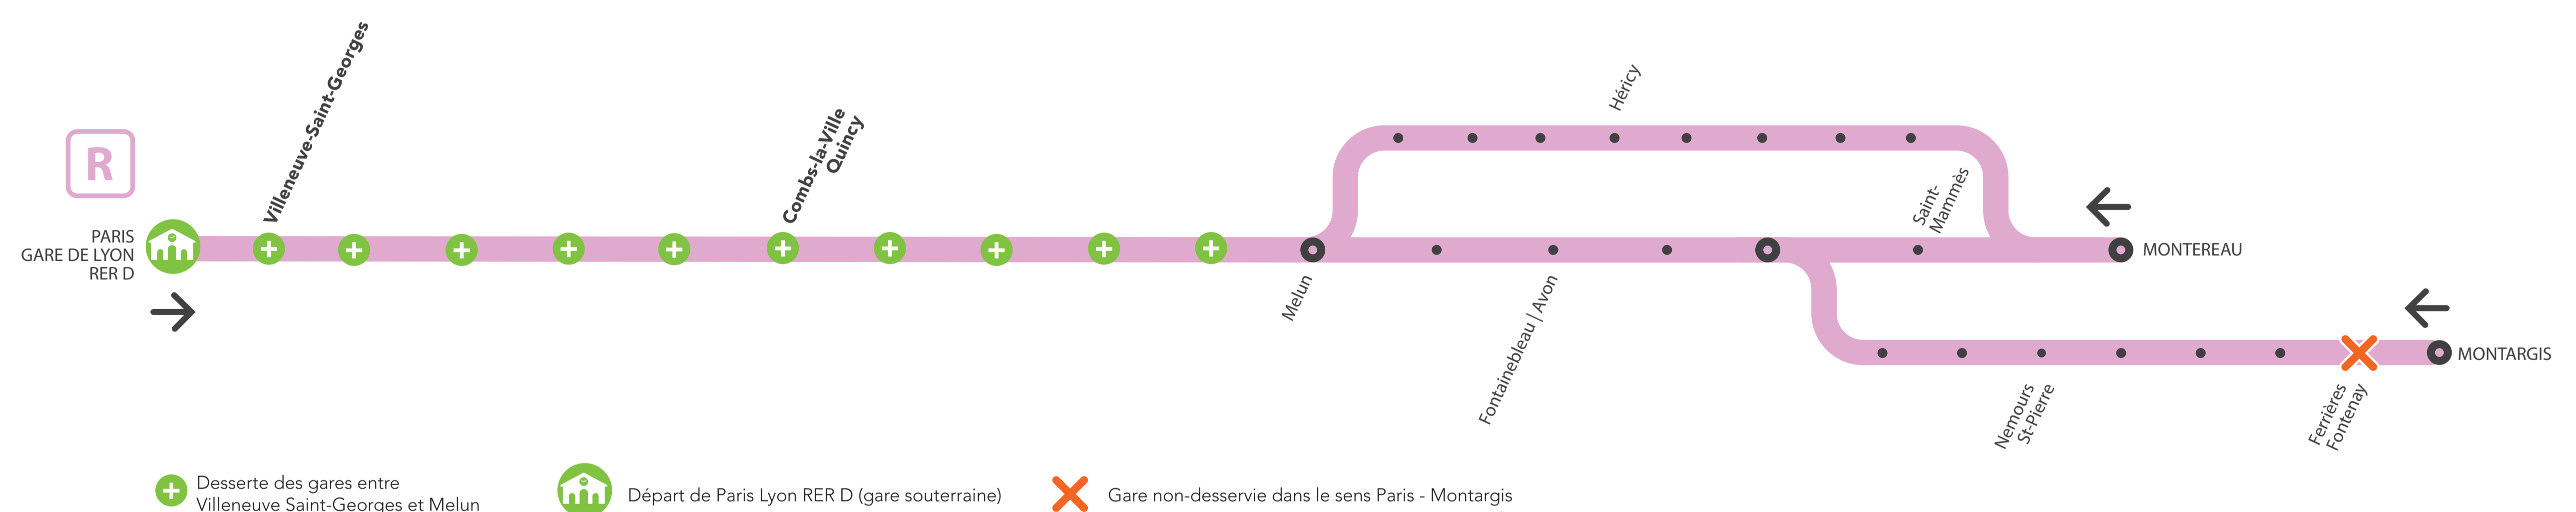 R
PARIS
GARE DE LYON
RER D
Villeneuve-Saint-Georges
Combs-la-Ville
Quincy
Melun
Héricy
Fontainebleau | Avon
Saint-
Mammès
MONTEREAU
Nemours
St-Pierre
Ferrières
Fontenay
MONTARGIS
Desserte des gares entre
Villeneuve Saint-Georges et Melun
Départ de Paris Lyon RER D (gare souterraine)
Gare non-desservie dans le sens Paris - Montargis